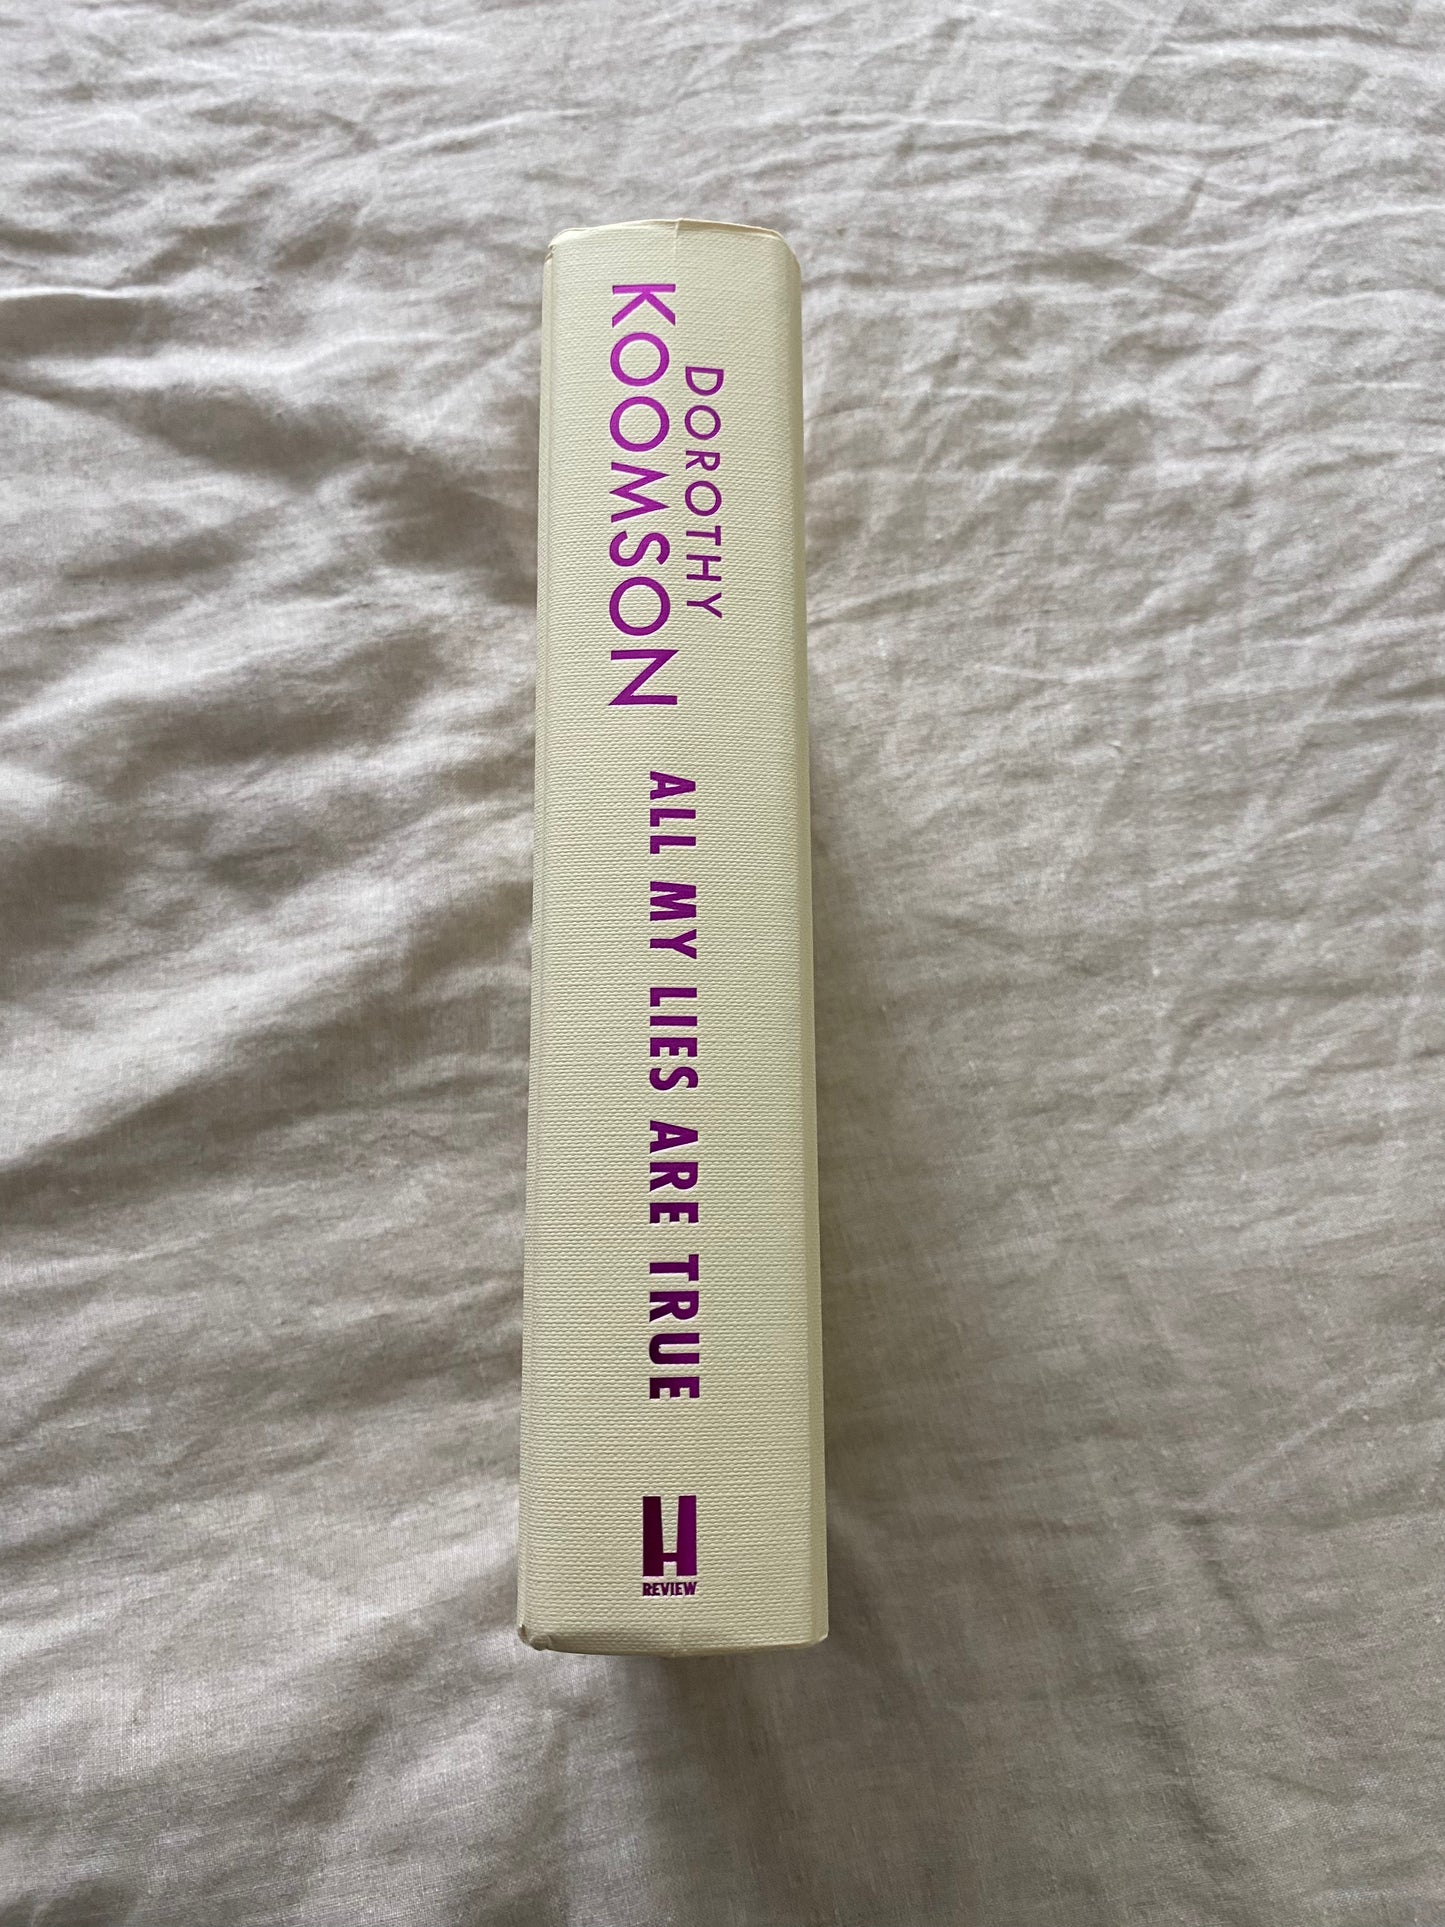 DOROTHY
KOOMSON
ALL MY LIES ARE TRUE
H
REVIEW